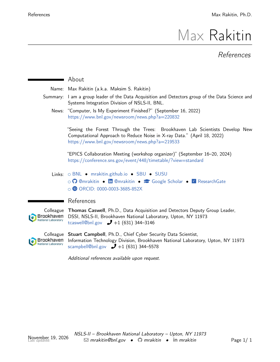 References
Max Rakitin, Ph.D.
Max Rakitin
References
About
Name: Max Rakitin (a.k.a. Maksim S. Rakitin)
Summary: I am a group leader of the Data Acquisition and Detectors group of the Data Science and
Systems Integration Division of NSLS-II, BNL.
News: "Computer, Is My Experiment Finished?" (September 16, 2022)
https://www.bnl.gov/newsroom/news.php?a=220832
"Seeing the Forest Through the Trees: Brookhaven Lab Scientists Develop New
Computational Approach to Reduce Noise in X-ray Data." (April 18, 2022)
https://www.bnl.gov/newsroom/news.php?a=219533
"EPICS Collaboration Meeting (workshop organizer)" (September 16–20, 2024)
https://conference.sns.gov/event/446/timetable/?view=standard
Links: BNL • mrakitin.github.io • SBU • SUSU
@mrakitin • @mrakitin • Google Scholar • ResearchGate
ORCID: 0000-0003-3685-852X
References
Colleague Thomas Caswell, Ph.D., Data Acquisition and Detectors Deputy Group Leader,
Brookhaven National Laboratory DSSI, NSLS-II, Brookhaven National Laboratory, Upton, NY 11973
tcaswell@bnl.gov +1 (631) 344–3146
Colleague Stuart Campbell, Ph.D., Chief Cyber Security Data Scientist,
Brookhaven National Laboratory Information Technology Division, Brookhaven National Laboratory, Upton, NY 11973
scampbell@bnl.gov +1 (631) 344–5578
Additional references available upon request.
November 19, 2026
NSLS-II – Brookhaven National Laboratory – Upton, NY 11973
mrakitin@bnl.gov • mrakitin • mrakitin
Page 1/ 1